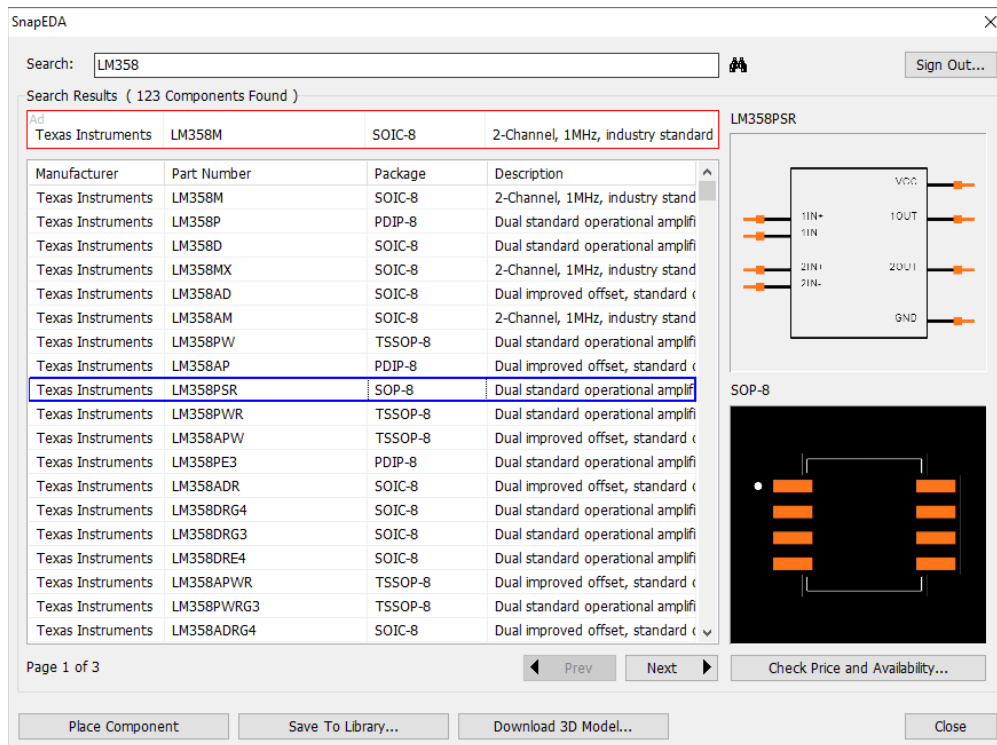 SnapEDA
Search: LM358 Sign Out...
Search Results ( 123 Components Found )
Ad
Texas Instruments LM358M SOIC-8 2-Channel, 1MHz, industry standard
LM358PSR
Manufacturer Part Number Package Description
Texas Instruments LM358M SOIC-8 2-Channel, 1MHz, industry stand
Texas Instruments LM358P PDIP-8 Dual standard operational amplifi
Texas Instruments LM358D SOIC-8 Dual standard operational amplifi
Texas Instruments LM358MX SOIC-8 2-Channel, 1MHz, industry stand
Texas Instruments LM358AD SOIC-8 Dual improved offset, standard o
Texas Instruments LM358AM SOIC-8 2-Channel, 1MHz, industry stand
Texas Instruments LM358PW TSSOP-8 Dual standard operational amplifi
Texas Instruments LM358AP PDIP-8 Dual improved offset, standard o
Texas Instruments LM358PSR SOP-8 Dual standard operational amplif
Texas Instruments LM358PWR TSSOP-8 Dual standard operational amplifi
Texas Instruments LM358APW TSSOP-8 Dual improved offset, standard o
Texas Instruments LM358PE3 PDIP-8 Dual standard operational amplifi
Texas Instruments LM358ADR SOIC-8 Dual improved offset, standard o
Texas Instruments LM358DRG4 SOIC-8 Dual standard operational amplifi
Texas Instruments LM358DRG3 SOIC-8 Dual standard operational amplifi
Texas Instruments LM358DRE4 SOIC-8 Dual standard operational amplifi
Texas Instruments LM358APWR TSSOP-8 Dual improved offset, standard o
Texas Instruments LM358PWRG3 TSSOP-8 Dual standard operational amplifi
Texas Instruments LM358ADRG4 SOIC-8 Dual improved offset, standard o
VCC
1IN+ 1OUT
1IN
2IN+ 2OUT
2IN-
GND
SOP-8
Page 1 of 3 Prev Next Check Price and Availability...
Place Component Save To Library... Download 3D Model... Close